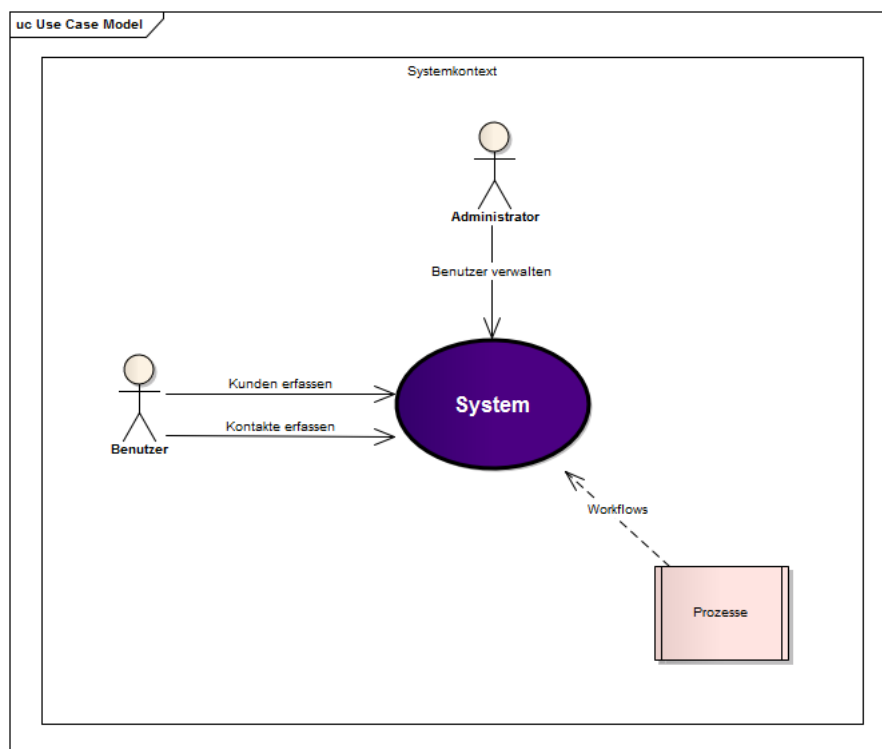 uc Use Case Model
Systemkontext
Administrator
Benutzer verwalten
Kunden erfassen
System
Kontakte erfassen
Benutzer
Workflows
Prozesse